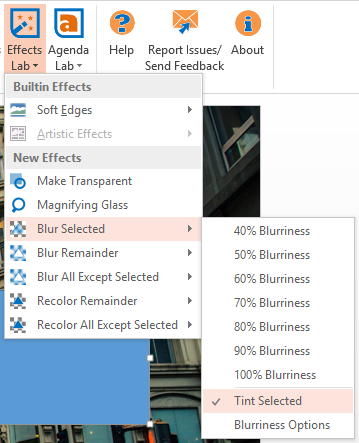 Effects
Lab
Agenda
Lab
Help
Report Issues/
Send Feedback
About
Builtin Effects
Soft Edges
Artistic Effects
New Effects
Make Transparent
Magnifying Glass
Blur Selected
Blur Remainder
Blur All Except Selected
Recolor Remainder
Recolor All Except Selected
40% Blurriness
50% Blurriness
60% Blurriness
70% Blurriness
80% Blurriness
90% Blurriness
100% Blurriness
Tint Selected
Blurriness Options